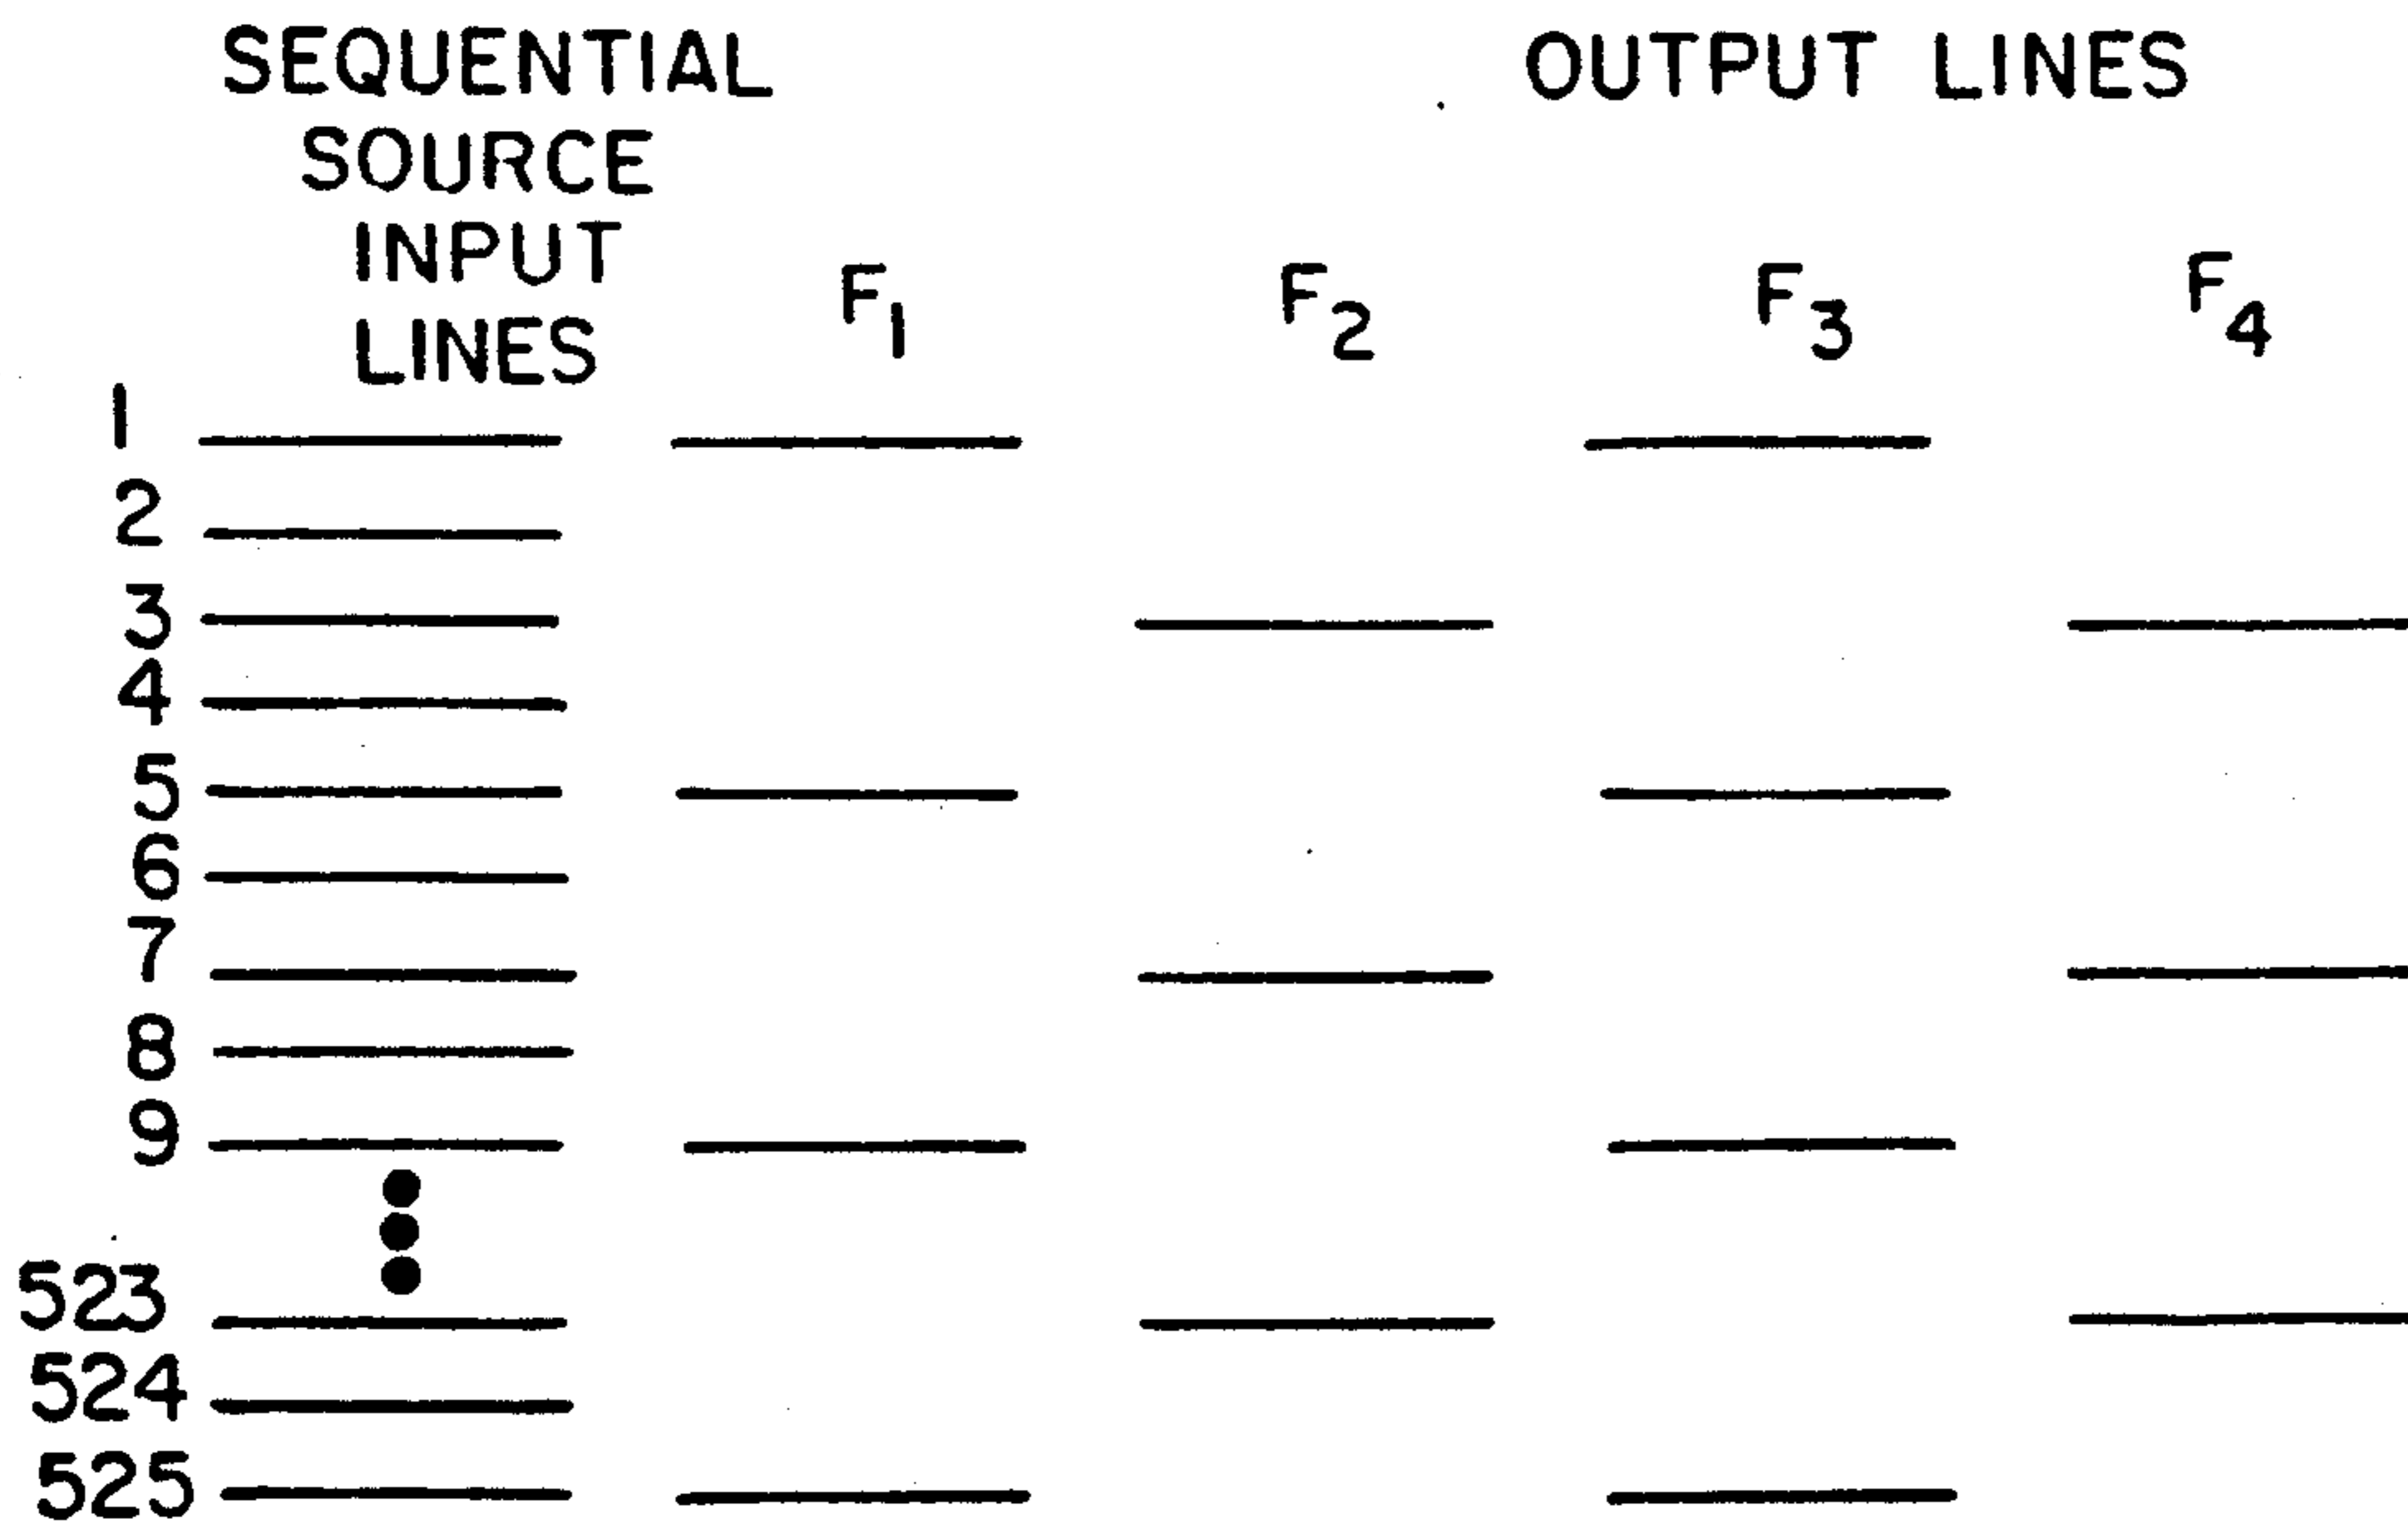 SEQUENTIAL
SOURCE
INPUT
LINES
OUTPUT LINES
F1 F2 F3 F4
1
2
3
4
5
6
7
8
9
523
524
525